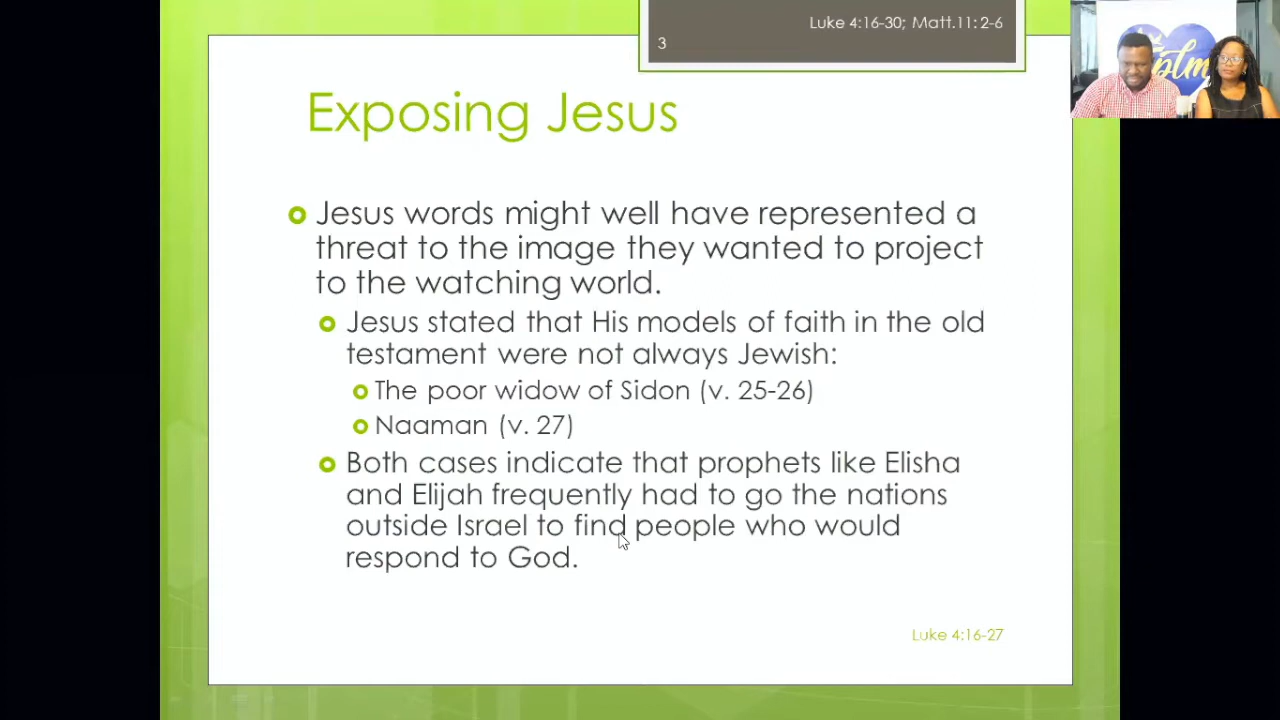 Luke 4:16-30; Matt.11: 2-6
3
plm
Exposing Jesus
Jesus words might well have represented a
threat to the image they wanted to project
to the watching world.
Jesus stated that His models of faith in the old
testament were not always Jewish:
The poor widow of Sidon (v. 25-26)
Naaman (v. 27)
Both cases indicate that prophets like Elisha
and Elijah frequently had to go the nations
outside Israel to find people who would
respond to God.
Luke 4:16-27